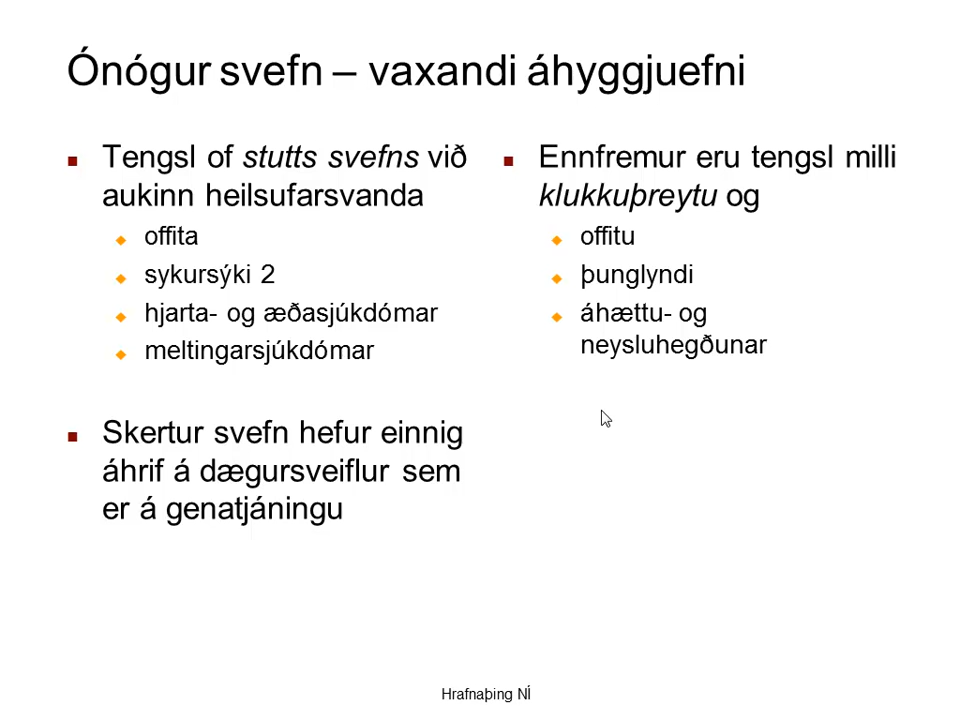 Ónógur svefn – vaxandi áhyggjuefni
Tengsl of stutts svefns við
aukinn heilsufarsvanda
offita
sykursýki 2
hjarta- og æðasjúkdómar
meltingarsjúkdómar
Skertur svefn hefur einnig
áhrif á dægursveiflur sem
er á genatjáningu
Ennfremur eru tengsl milli
klukkuþreytu og
offitu
þunglyndi
áhættu- og
neysluhegðunar
Hrafnaþing NÍ